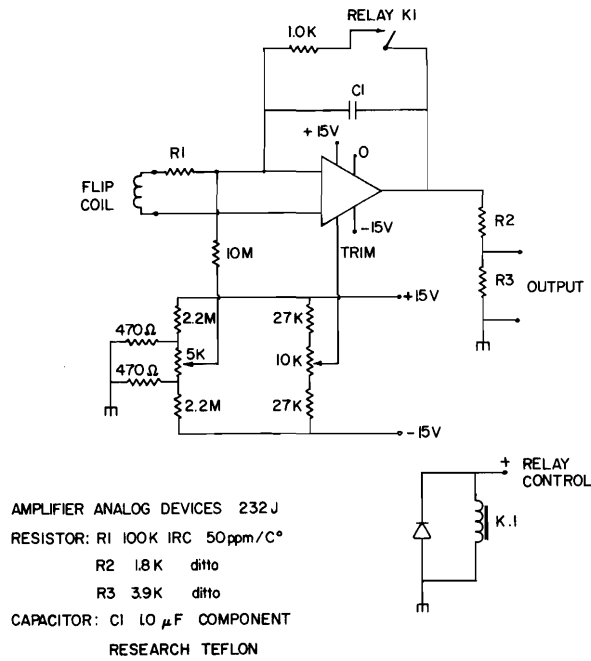 RELAY K1
1.0K
C1
+15V
O
R1
FLIP
COIL
-15V
10M
TRIM
R2
R3
OUTPUT
+15V
2.2M
27K
470Ω
5K
10K
470Ω
2.2M
27K
-15V
+ RELAY
CONTROL
K.1
AMPLIFIER ANALOG DEVICES 232J
RESISTOR: R1 100K IRC 50ppm/C°
R2 1.8K ditto
R3 3.9K ditto
CAPACITOR: C1 1.0 μF COMPONENT
RESEARCH TEFLON